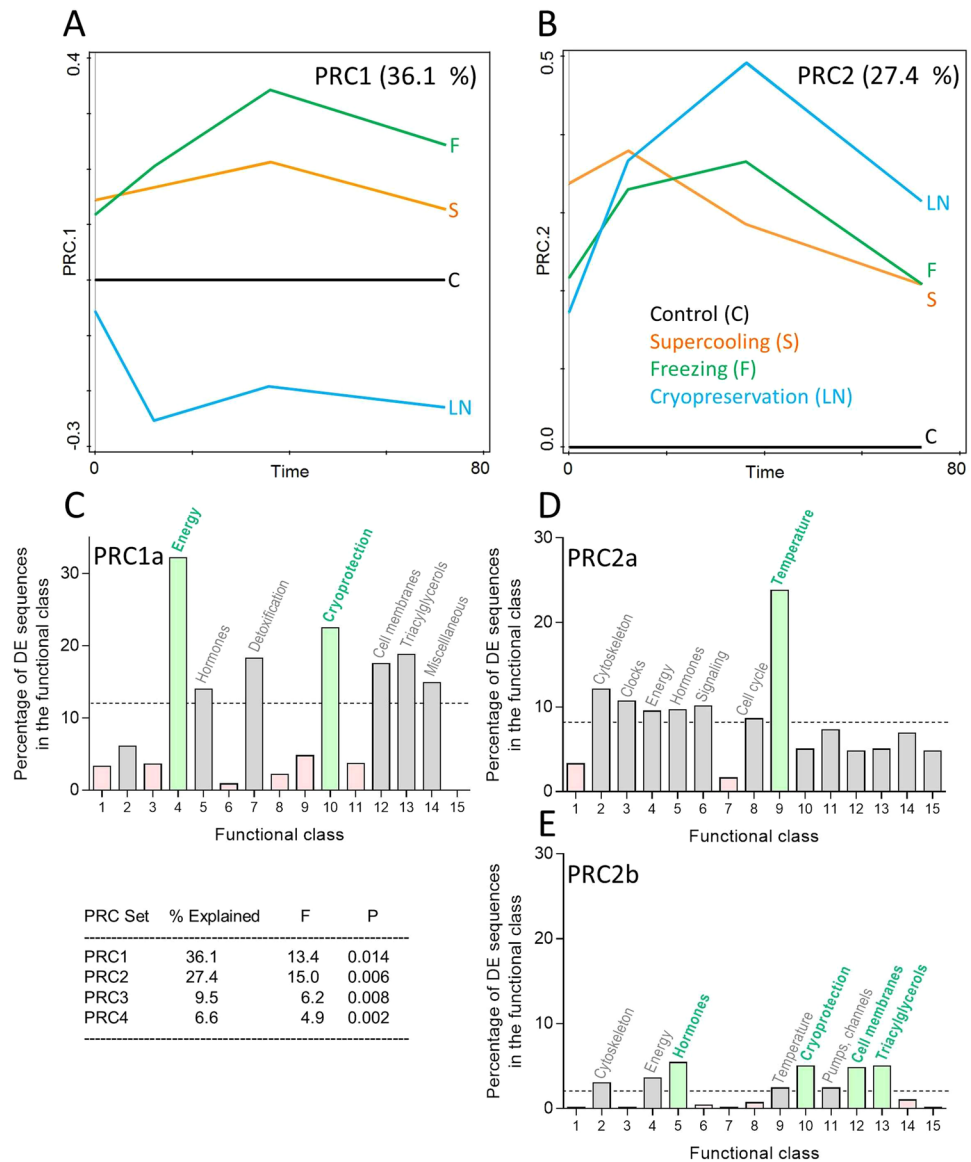 A
0.4
PRC1 (36.1 %)
PRC.1
F
S
C
LN
-0.3
0
Time
80
B
0.5
PRC2 (27.4 %)
PRC.2
LN
F
S
Control (C)
Supercooling (S)
Freezing (F)
Cryopreservation (LN)
C
0.0
0
Time
80
C
PRC1a
Percentage of DE sequences
in the functional class
30
20
10
0
Energy
Hormones
Detoxification
Cryoprotection
Cell membranes
Triacylglycerols
Miscellaneous
1 2 3 4 5 6 7 8 9 10 11 12 13 14 15
Functional class
D
PRC2a
Percentage of DE sequences
in the functional class
30
20
10
0
Cytoskeleton
Clocks
Energy
Hormones
Signaling
Cell cycle
Temperature
1 2 3 4 5 6 7 8 9 10 11 12 13 14 15
Functional class
PRC Set % Explained F P
PRC1 36.1 13.4 0.014
PRC2 27.4 15.0 0.006
PRC3 9.5 6.2 0.008
PRC4 6.6 4.9 0.002
E
PRC2b
Percentage of DE sequences
in the functional class
30
20
10
0
Cytoskeleton
Energy
Hormones
Temperature
Cryoprotection
Pumps, channels
Cell membranes
Triacylglycerols
1 2 3 4 5 6 7 8 9 10 11 12 13 14 15
Functional class